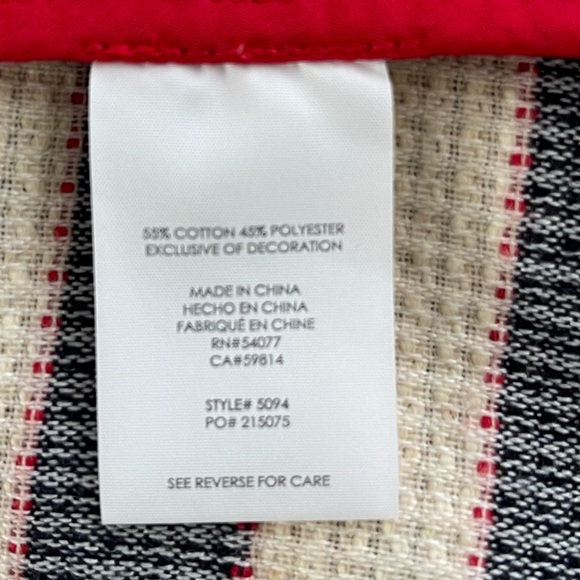 55% COTTON 45% POLYESTER
EXCLUSIVE OF DECORATION
MADE IN CHINA
HECHO EN CHINA
FABRIQUÉ EN CHINE
RN#54077
CA#59814
STYLE# 5094
PO# 215075
SEE REVERSE FOR CARE